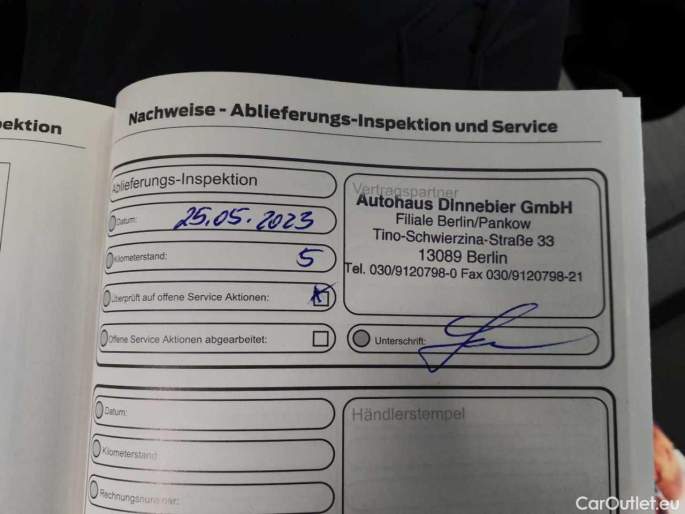 ektion
Nachweise - Ablieferungs-Inspektion und Service
Ablieferungs-Inspektion
Datum: 25.05.2023
Kilometerstand: 5
Überprüft auf offene Service Aktionen:
Offene Service Aktionen abgearbeitet:
Vertragspartner
Autohaus Dinnebier GmbH
Filiale Berlin/Pankow
Tino-Schwierzina-Straße 33
13089 Berlin
Tel. 030/9120798-0 Fax 030/9120798-21
Unterschrift:
Datum:
Kilometerstand
Händlerstempel
CarOutlet.eu